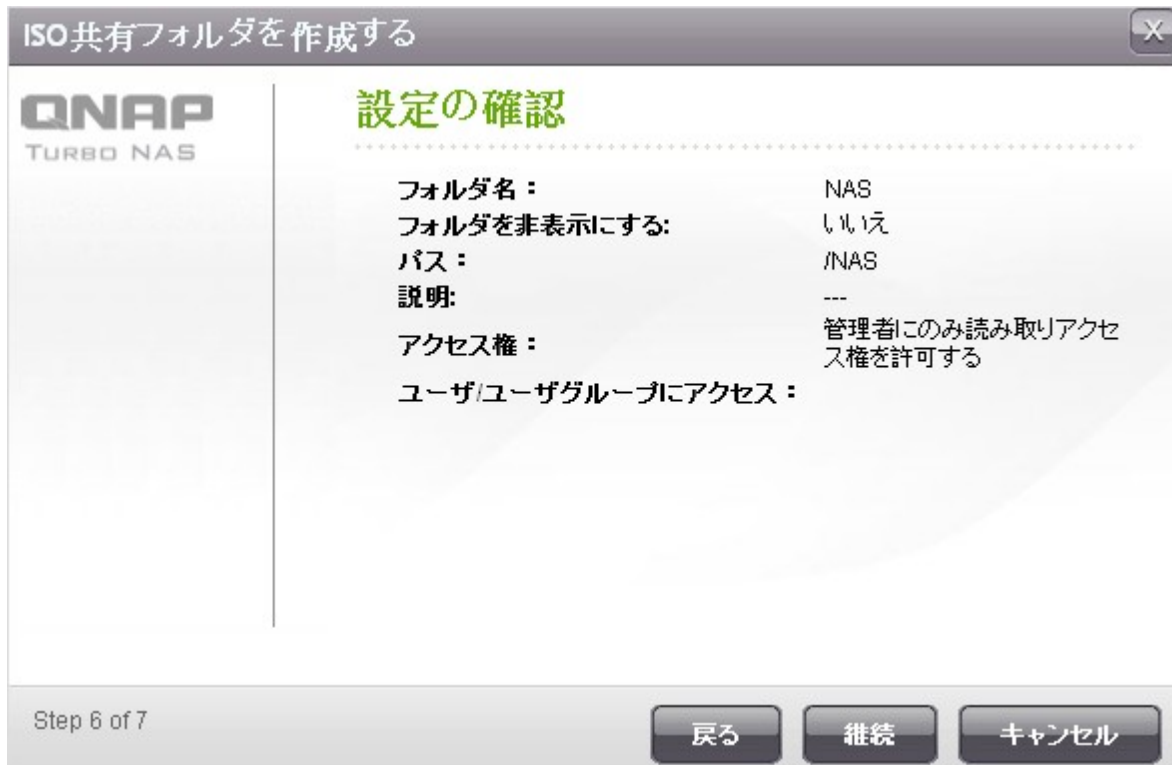 ISO共有フォルダを作成する
X
QNAP
TURBO NAS
設定の確認
フォルダ名： NAS
フォルダを非表示にする: いいえ
パス： /NAS
説明: ---
アクセス権： 管理者にのみ読み取りアクセ
ス権を許可する
ユーザ/ユーザグループにアクセス：
Step 6 of 7
戻る 継続 キャンセル